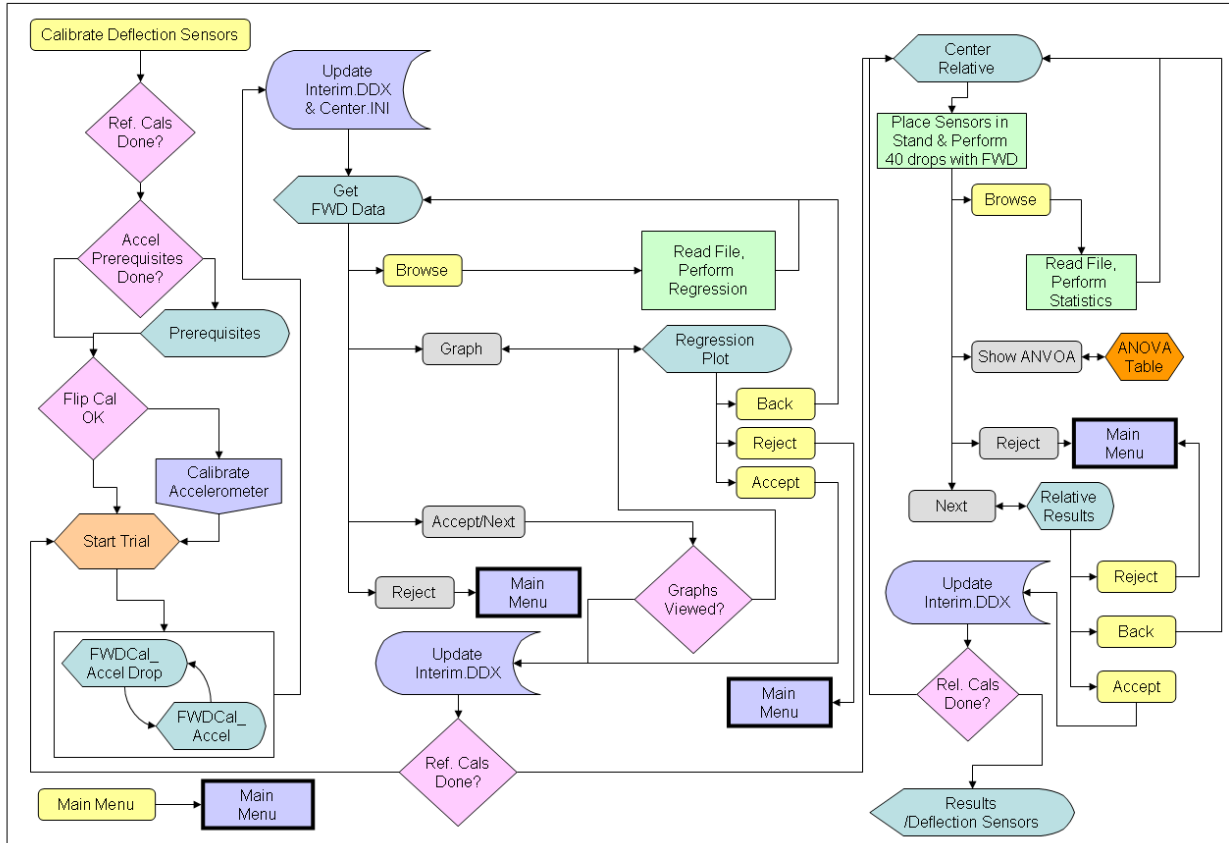 Calibrate Deflection Sensors
Ref. Cals
Done?
Accel
Prerequisites
Done?
Prerequisites
Flip Cal
OK
Calibrate
Accelerometer
Start Trial
FWDCal_
Accel Drop
FWDCal_
Accel
Main Menu
Main
Menu
Update
Interim.DDX
& Center.INI
Get
FWD Data
Browse
Read File,
Perform
Regression
Graph
Regression
Plot
Back
Reject
Accept
Accept/Next
Graphs
Viewed?
Reject
Main
Menu
Update
Interim.DDX
Main
Menu
Ref. Cals
Done?
Center
Relative
Place Sensors in
Stand & Perform
40 drops with FWD
Browse
Read File,
Perform
Statistics
Show ANVOA
ANOVA
Table
Reject
Main
Menu
Next
Relative
Results
Reject
Back
Accept
Update
Interim.DDX
Rel. Cals
Done?
Results
/Deflection Sensors